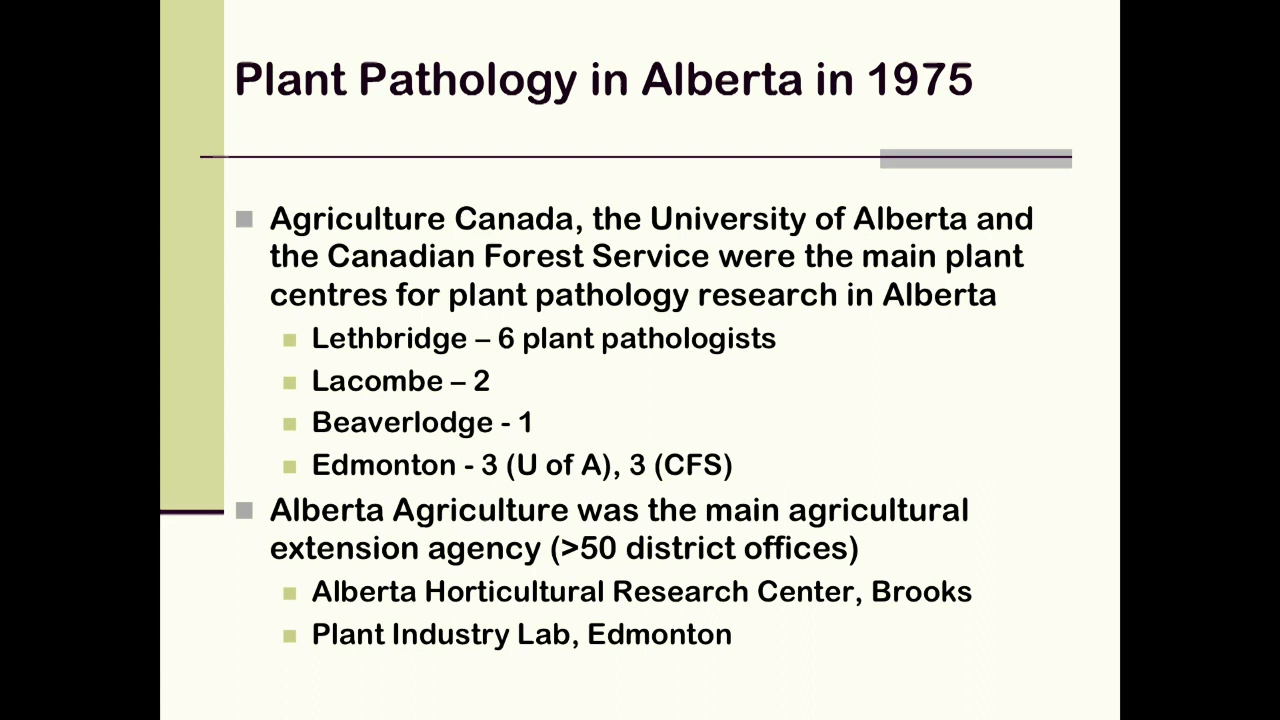 Plant Pathology in Alberta in 1975
Agriculture Canada, the University of Alberta and
the Canadian Forest Service were the main plant
centres for plant pathology research in Alberta
Lethbridge – 6 plant pathologists
Lacombe – 2
Beaverlodge - 1
Edmonton - 3 (U of A), 3 (CFS)
Alberta Agriculture was the main agricultural
extension agency (>50 district offices)
Alberta Horticultural Research Center, Brooks
Plant Industry Lab, Edmonton